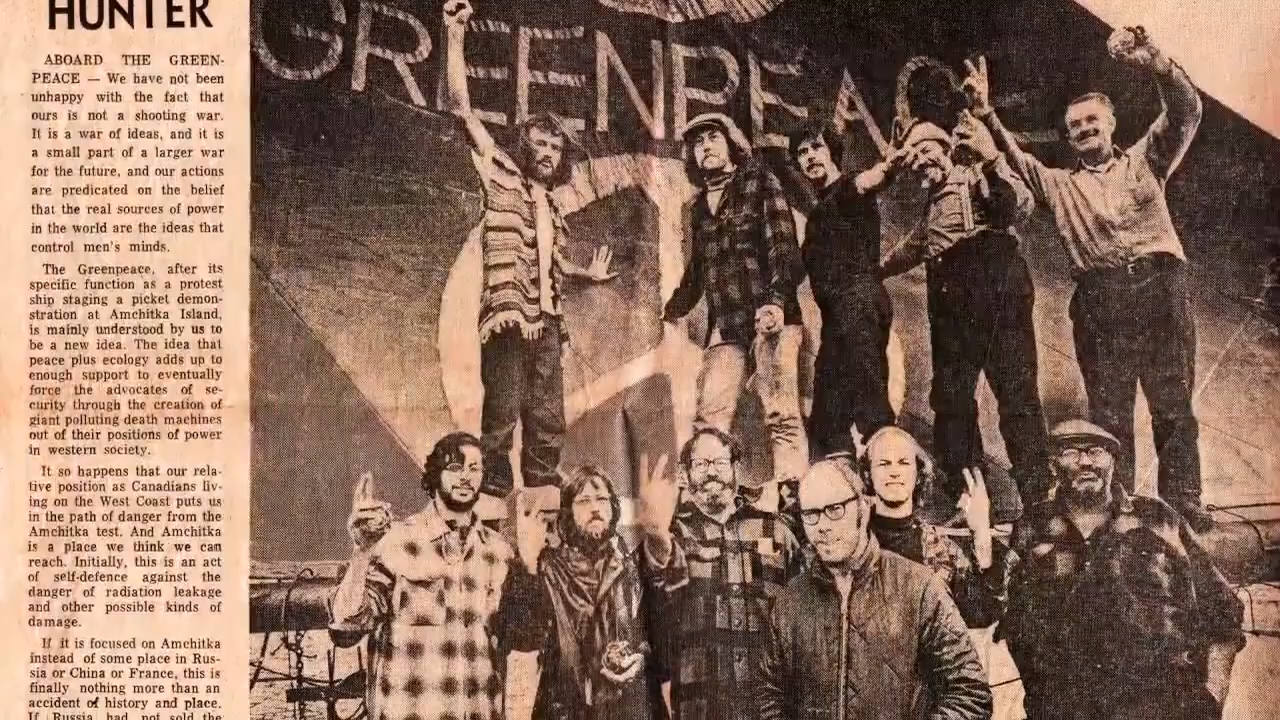 HUNTER
ABOARD THE GREEN-
PEACE — We have not been
unhappy with the fact that
ours is not a shooting war.
It is a war of ideas, and it is
a small part of a larger war
for the future, and our actions
are predicated on the belief
that the real sources of power
in the world are the ideas that
control men's minds.
The Greenpeace, after its
specific function as a protest
ship staging a picket demon-
stration at Amchitka Island,
is mainly understood by us to
be a new idea. The idea that
peace plus ecology adds up to
enough support to eventually
force the advocates of se-
curity through the creation of
giant polluting death machines
out of their positions of power
in western society.
It so happens that our rela-
tive position as Canadians liv-
ing on the West Coast puts us
in the path of danger from the
Amchitka test. And Amchitka
is a place we think we can
reach. Initially, this is an act
of self-defence against the
danger of radiation leakage
and other possible kinds of
damage.
If it is focused on Amchitka
instead of some place in Rus-
sia or China or France, this is
finally nothing more than an
accident of history and place.
If Russia had not sold the
GREENPEACE